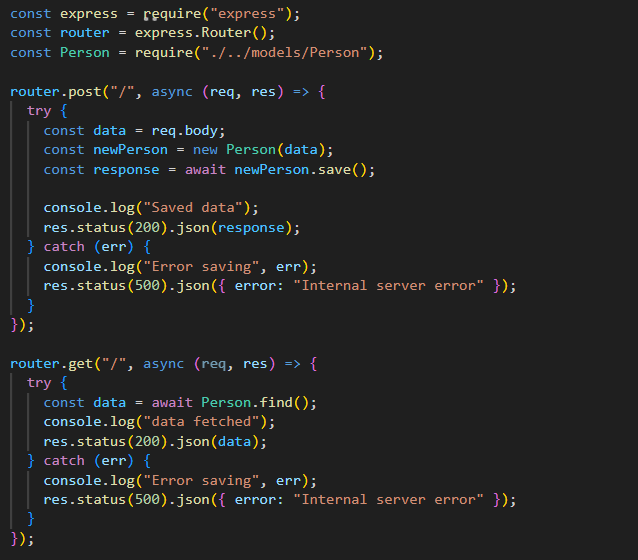 const express = require("express");
const router = express.Router();
const Person = require("./../models/Person");
router.post("/", async (req, res) => {
try {
const data = req.body;
const newPerson = new Person(data);
const response = await newPerson.save();
console.log("Saved data");
res.status(200).json(response);
} catch (err) {
console.log("Error saving", err);
res.status(500).json({ error: "Internal server error" });
}
});
router.get("/", async (req, res) => {
try {
const data = await Person.find();
console.log("data fetched");
res.status(200).json(data);
} catch (err) {
console.log("Error saving", err);
res.status(500).json({ error: "Internal server error" });
}
});